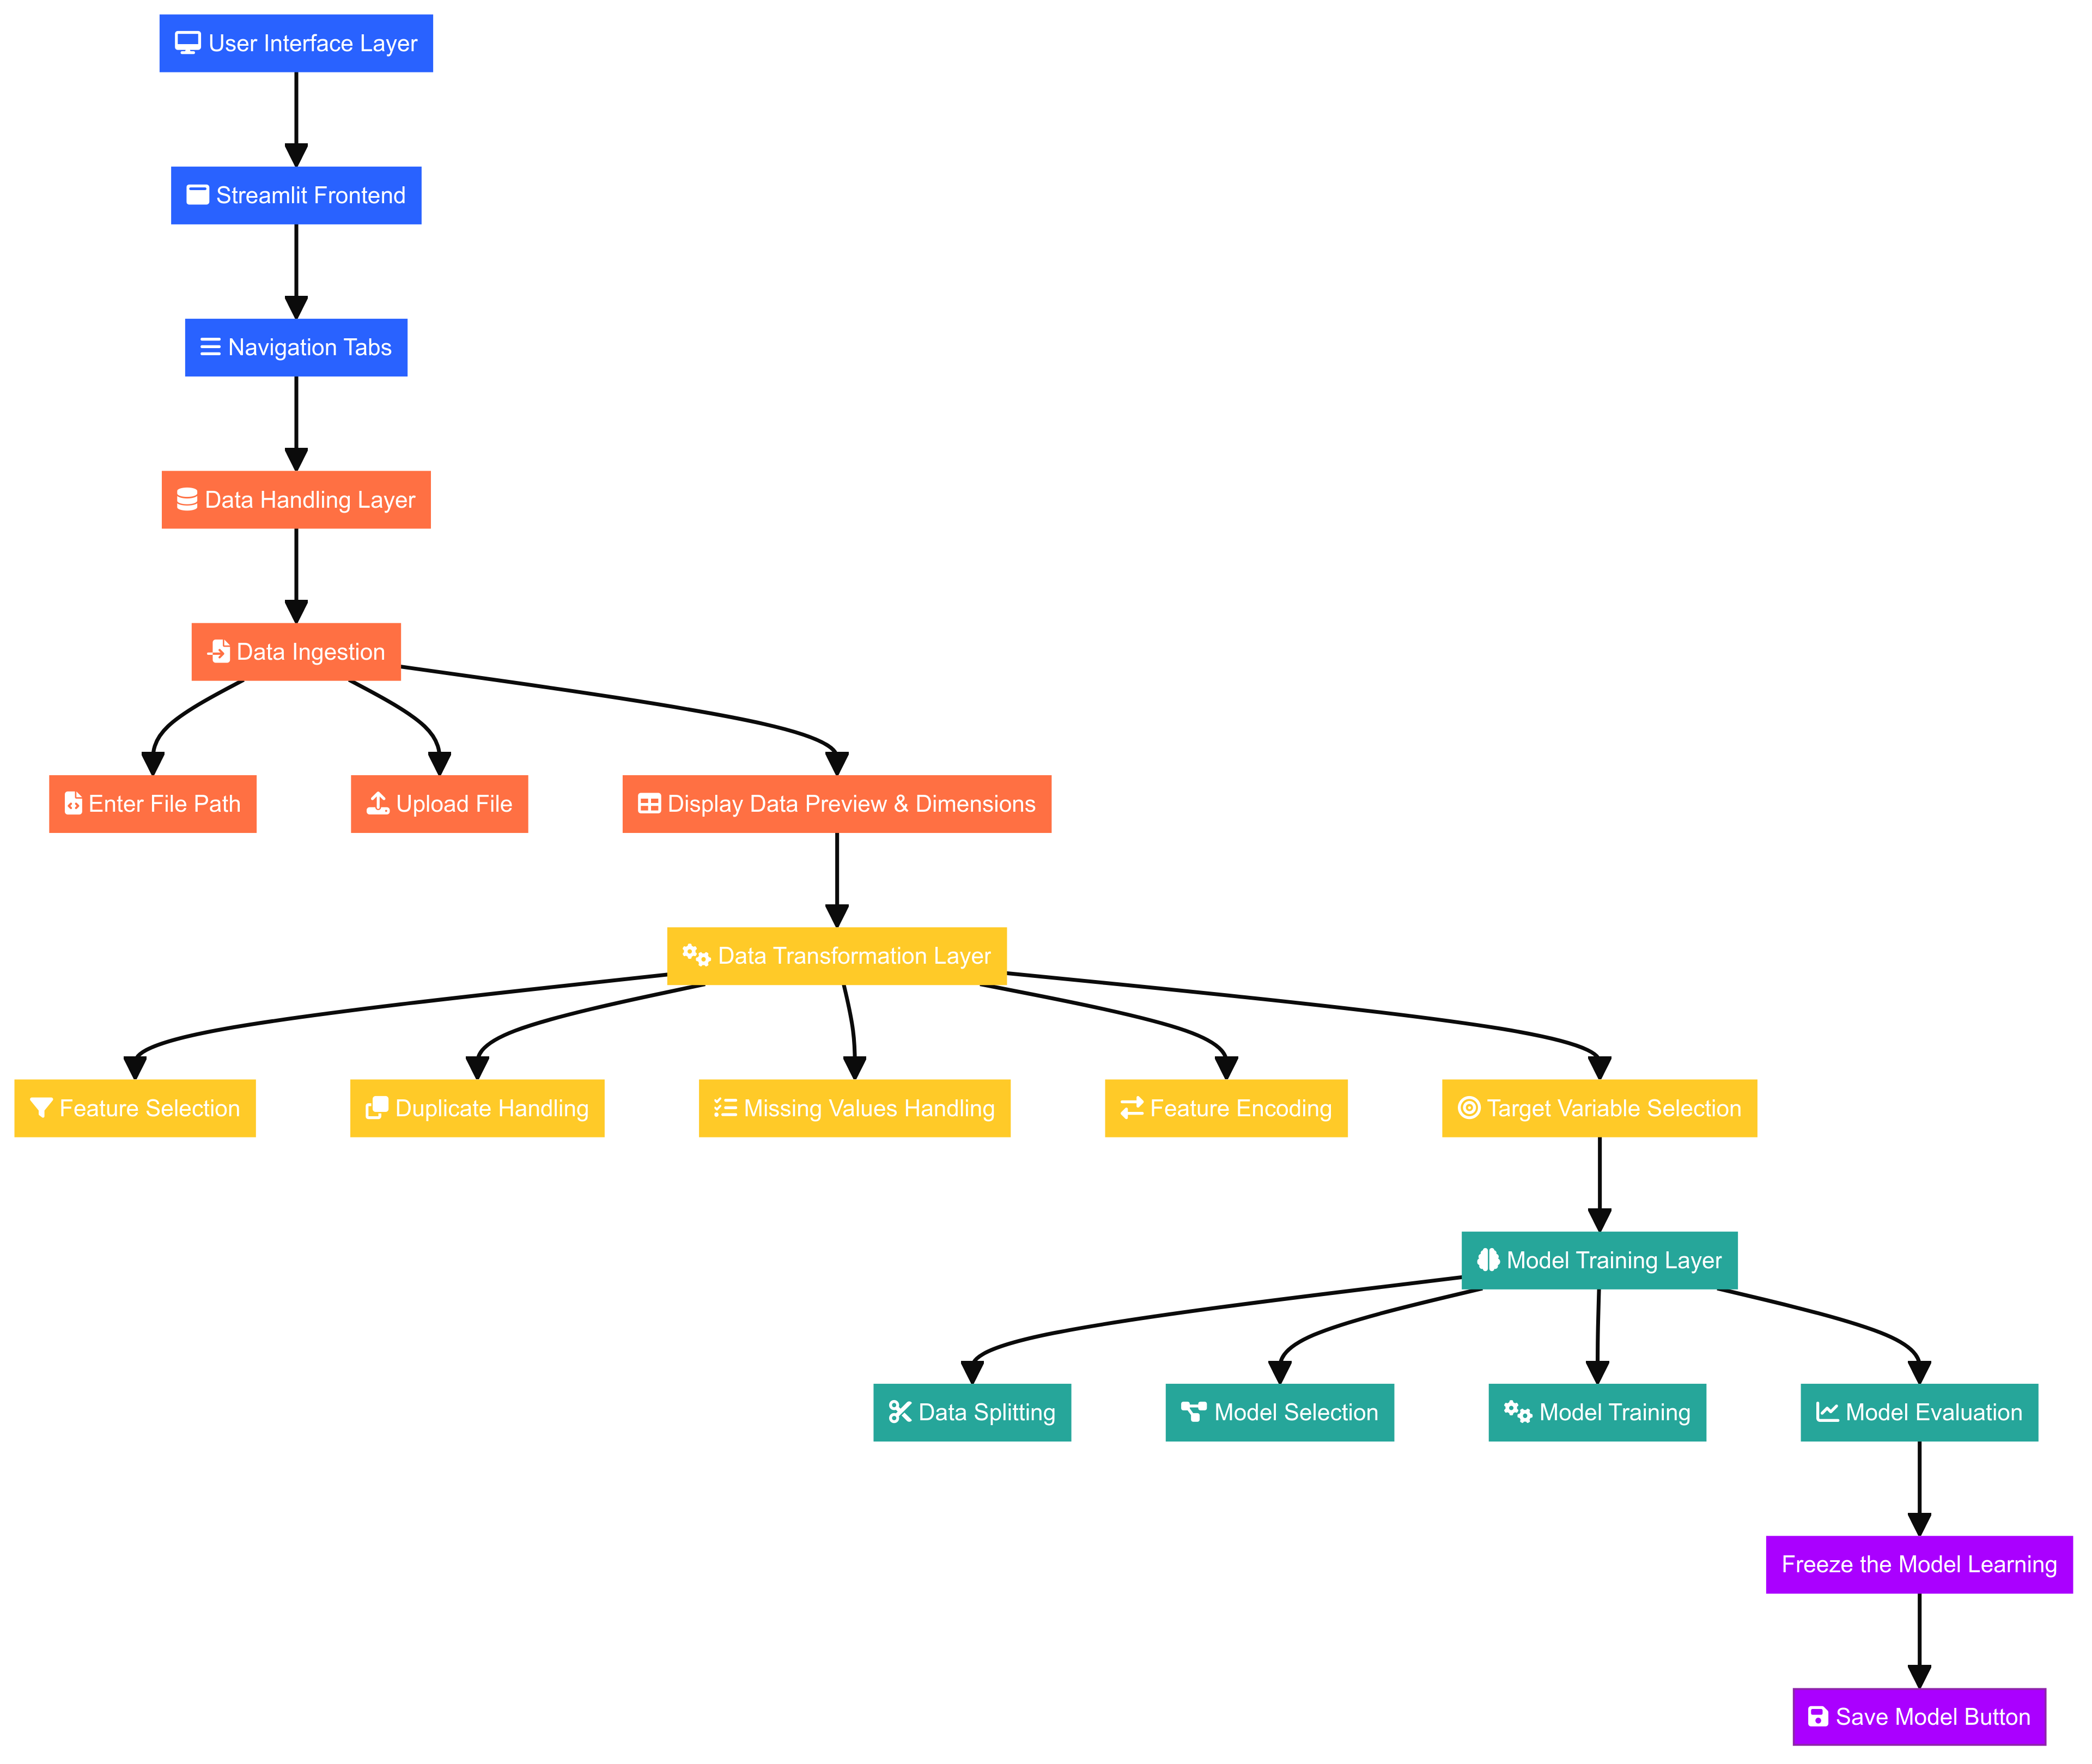 User Interface Layer
Streamlit Frontend
Navigation Tabs
Data Handling Layer
Data Ingestion
Enter File Path
Upload File
Display Data Preview & Dimensions
Data Transformation Layer
Feature Selection
Duplicate Handling
Missing Values Handling
Feature Encoding
Target Variable Selection
Model Training Layer
Data Splitting
Model Selection
Model Training
Model Evaluation
Freeze the Model Learning
Save Model Button